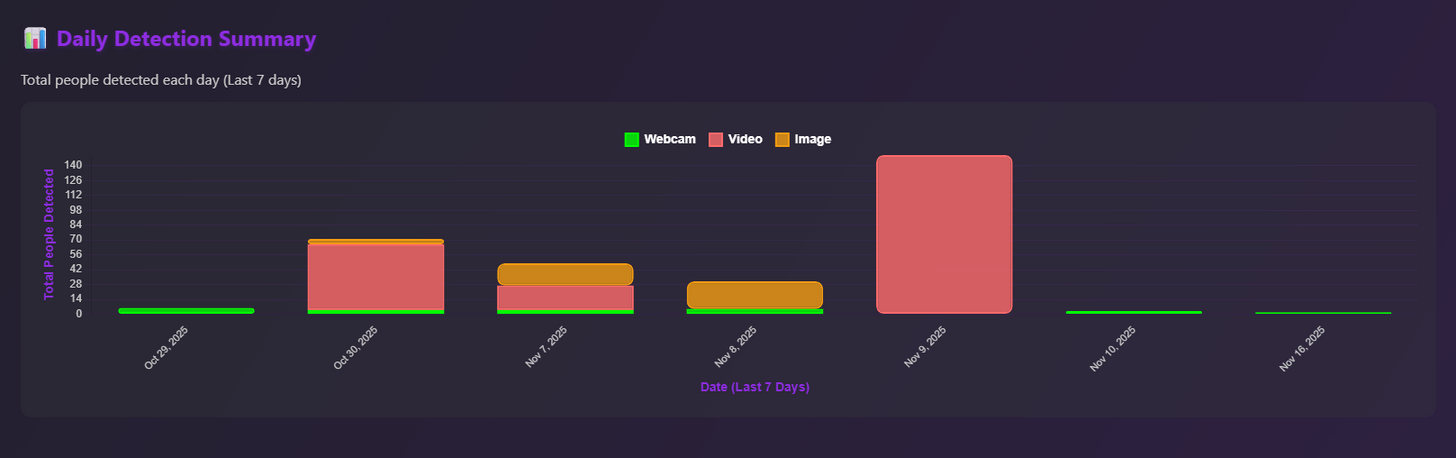 Daily Detection Summary
Total people detected each day (Last 7 days)
Webcam Video Image
Total People Detected
140
126
112
98
84
70
56
42
28
14
0
Oct 29, 2025
Oct 30, 2025
Nov 7, 2025
Nov 8, 2025
Nov 9, 2025
Nov 10, 2025
Nov 16, 2025
Date (Last 7 Days)